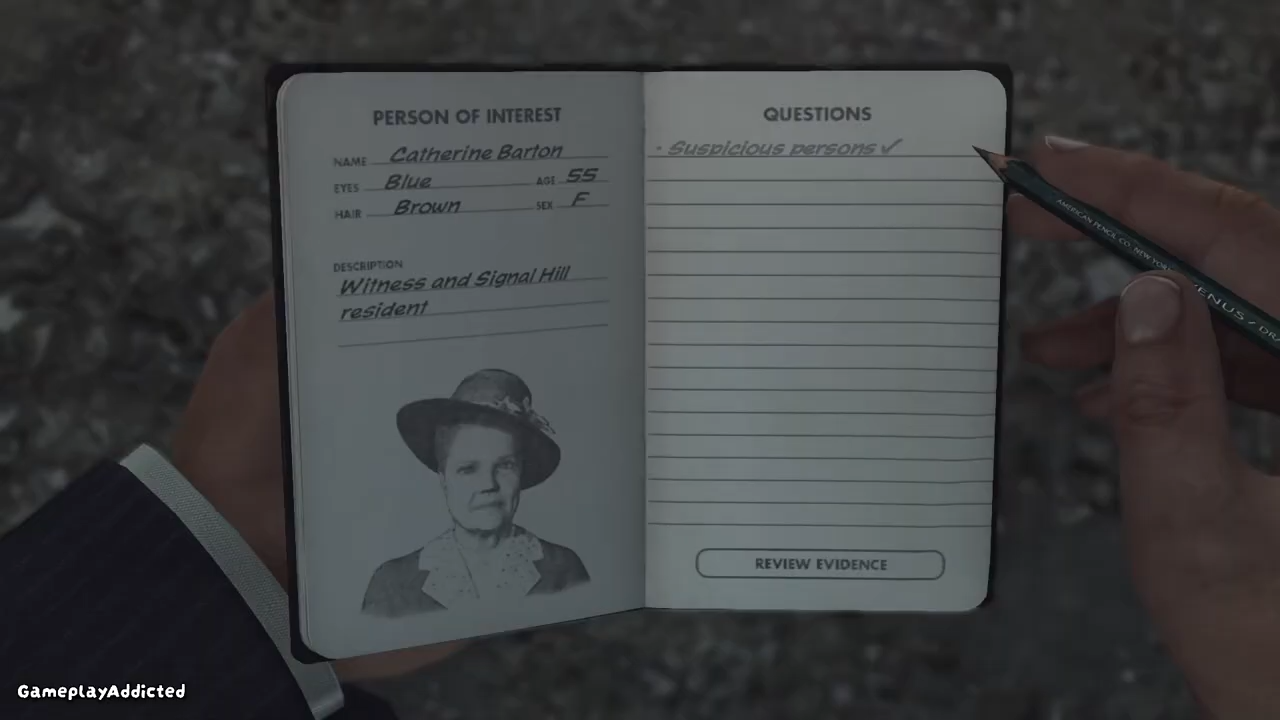 PERSON OF INTEREST
NAME Catherine Barton
EYES Blue AGE 55
HAIR Brown SEX F
DESCRIPTION
Witness and Signal Hill
resident
QUESTIONS
- Suspicious persons ✓
REVIEW EVIDENCE
AMERICAN PENCIL CO. NEW YORK
VENUS / DRA
GameplayAddicted